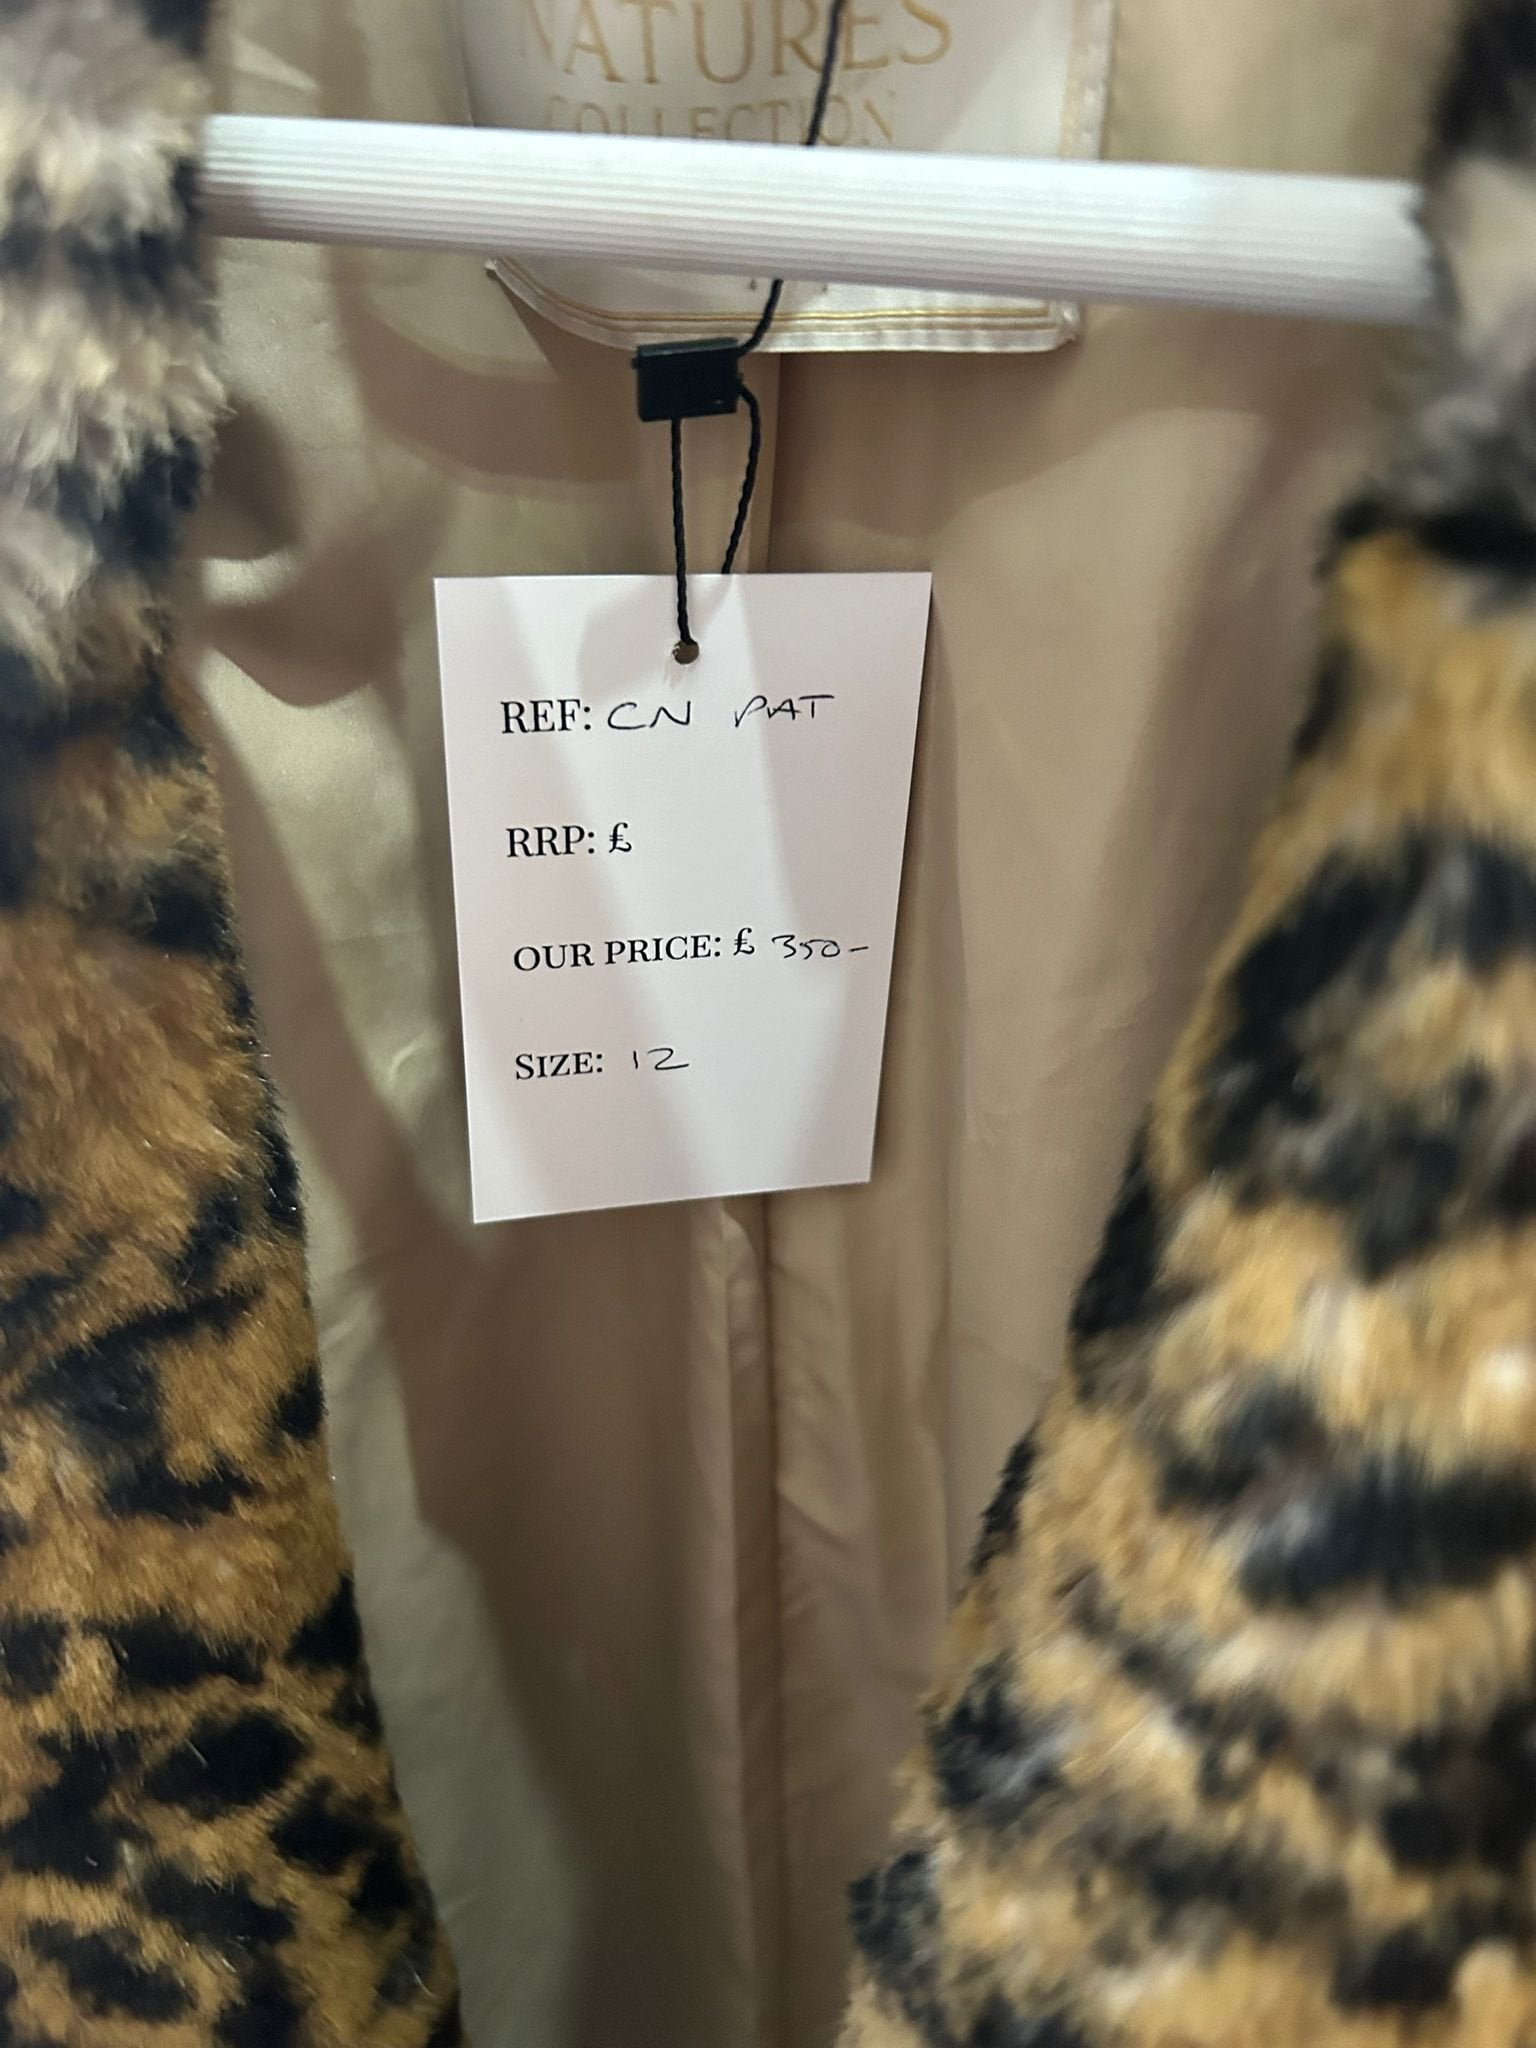 NATURES
COLLECTION
REF: CN PAT
RRP: £
OUR PRICE: £ 350-
SIZE: 12